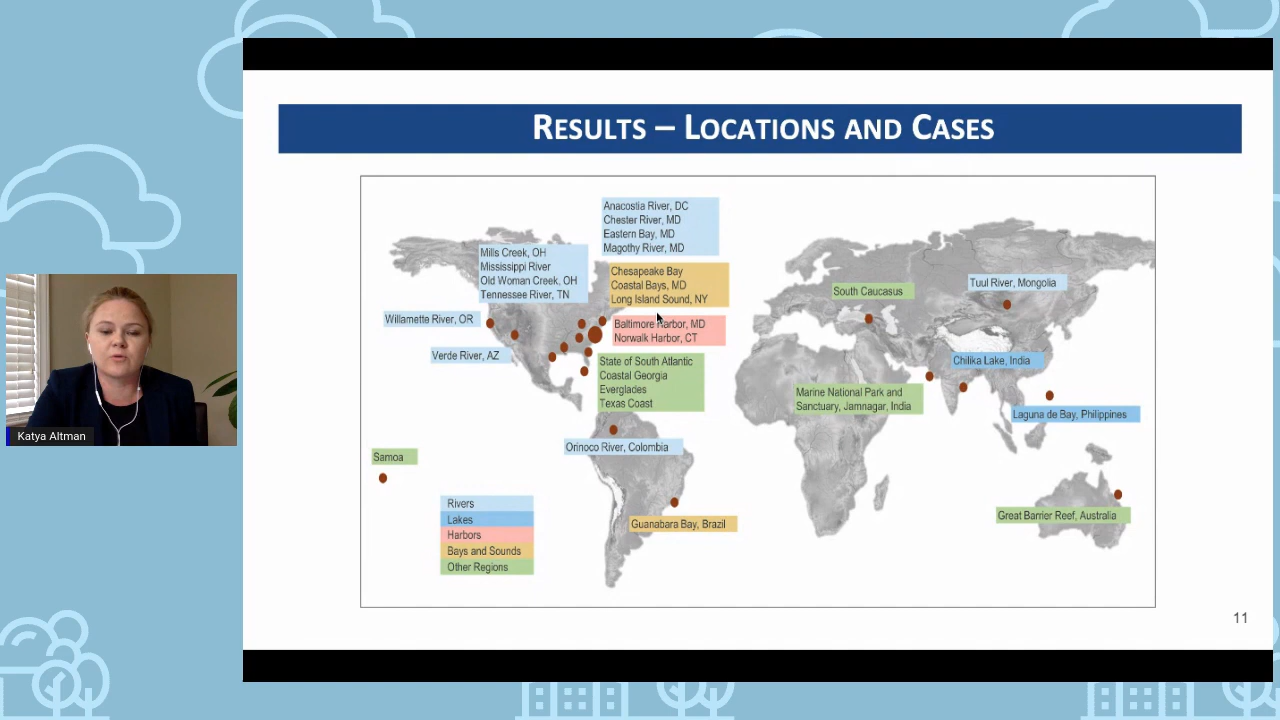 RESULTS – LOCATIONS AND CASES
Anacostia River, DC
Chester River, MD
Eastern Bay, MD
Magothy River, MD
Mills Creek, OH
Mississippi River
Old Woman Creek, OH
Tennessee River, TN
Chesapeake Bay
Coastal Bays, MD
Long Island Sound, NY
Willamette River, OR
Baltimore Harbor, MD
Norwalk Harbor, CT
Verde River, AZ
State of South Atlantic
Coastal Georgia
Everglades
Texas Coast
South Caucasus
Tuul River, Mongolia
Chilika Lake, India
Marine National Park and
Sanctuary, Jamnagar, India
Laguna de Bay, Philippines
Orinoco River, Colombia
Samoa
Guanabara Bay, Brazil
Great Barrier Reef, Australia
Rivers
Lakes
Harbors
Bays and Sounds
Other Regions
11
Katya Altman